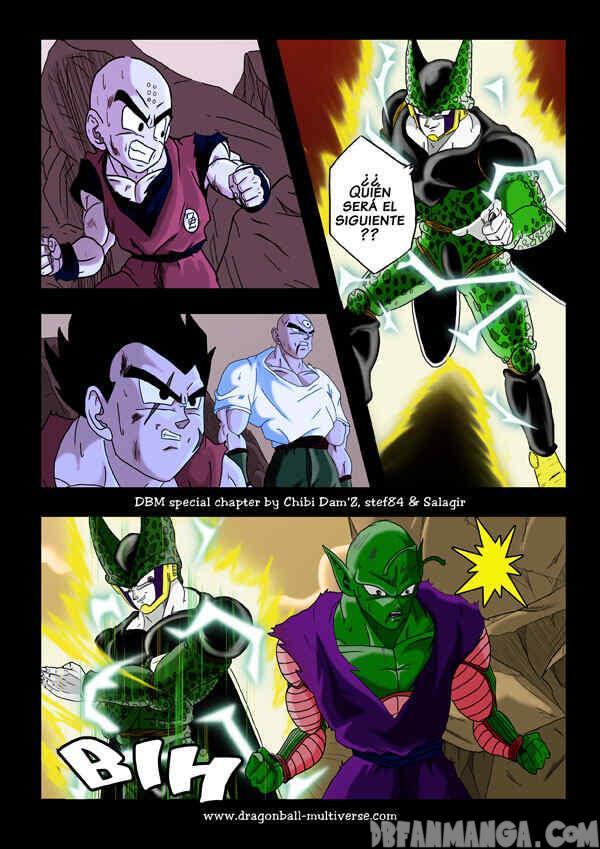 ¿¿
QUIÉN
SERÁ EL
SIGUIENTE
??
DBM special chapter by Chibi Dam'Z, stef84 & Salagir
BIH
www.dragonball-multiverse.com
DBFANMANGA.COM